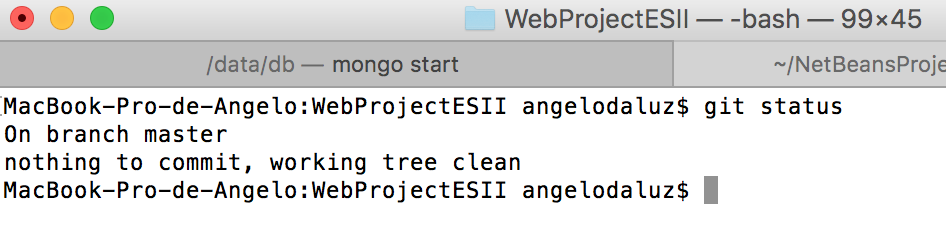 WebProjectESII — -bash — 99×45
/data/db — mongo start
~/NetBeansProje
MacBook-Pro-de-Angelo:WebProjectESII angelodaluz$ git status
On branch master
nothing to commit, working tree clean
MacBook-Pro-de-Angelo:WebProjectESII angelodaluz$